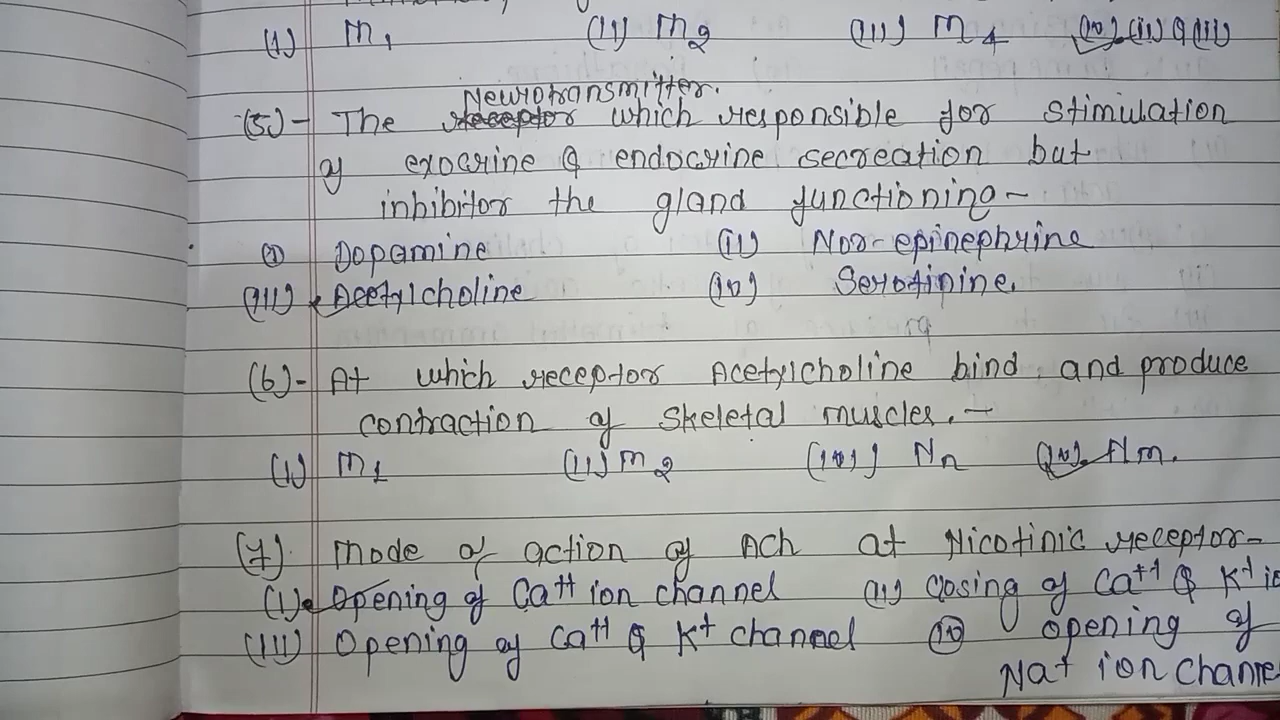 (i) M1 (ii) M2 (iii) M4 (iv) (ii) & (iii)
Neurotransmitter.
(5)- The receptor which responsible for stimulation
of exocrine & endocrine secreation but
inhibitor the gland functioning-
(i) Dopamine (ii) Nor-epinephrine
(iii) Acetylcholine (iv) Serotinine.
(6)- At which receptor Acetylcholine bind and produce
contraction of skeletal muscles. -
(i) M1 (ii) M2 (iii) Nn (iv) Nm.
(7) Mode of action of Ach at Nicotinic receptor-
(i) Opening of Ca++ ion channel (ii) Closing of Ca++ & K+ io
(iii) Opening of Ca++ & K+ channel (iv) opening of
Na+ ion channe